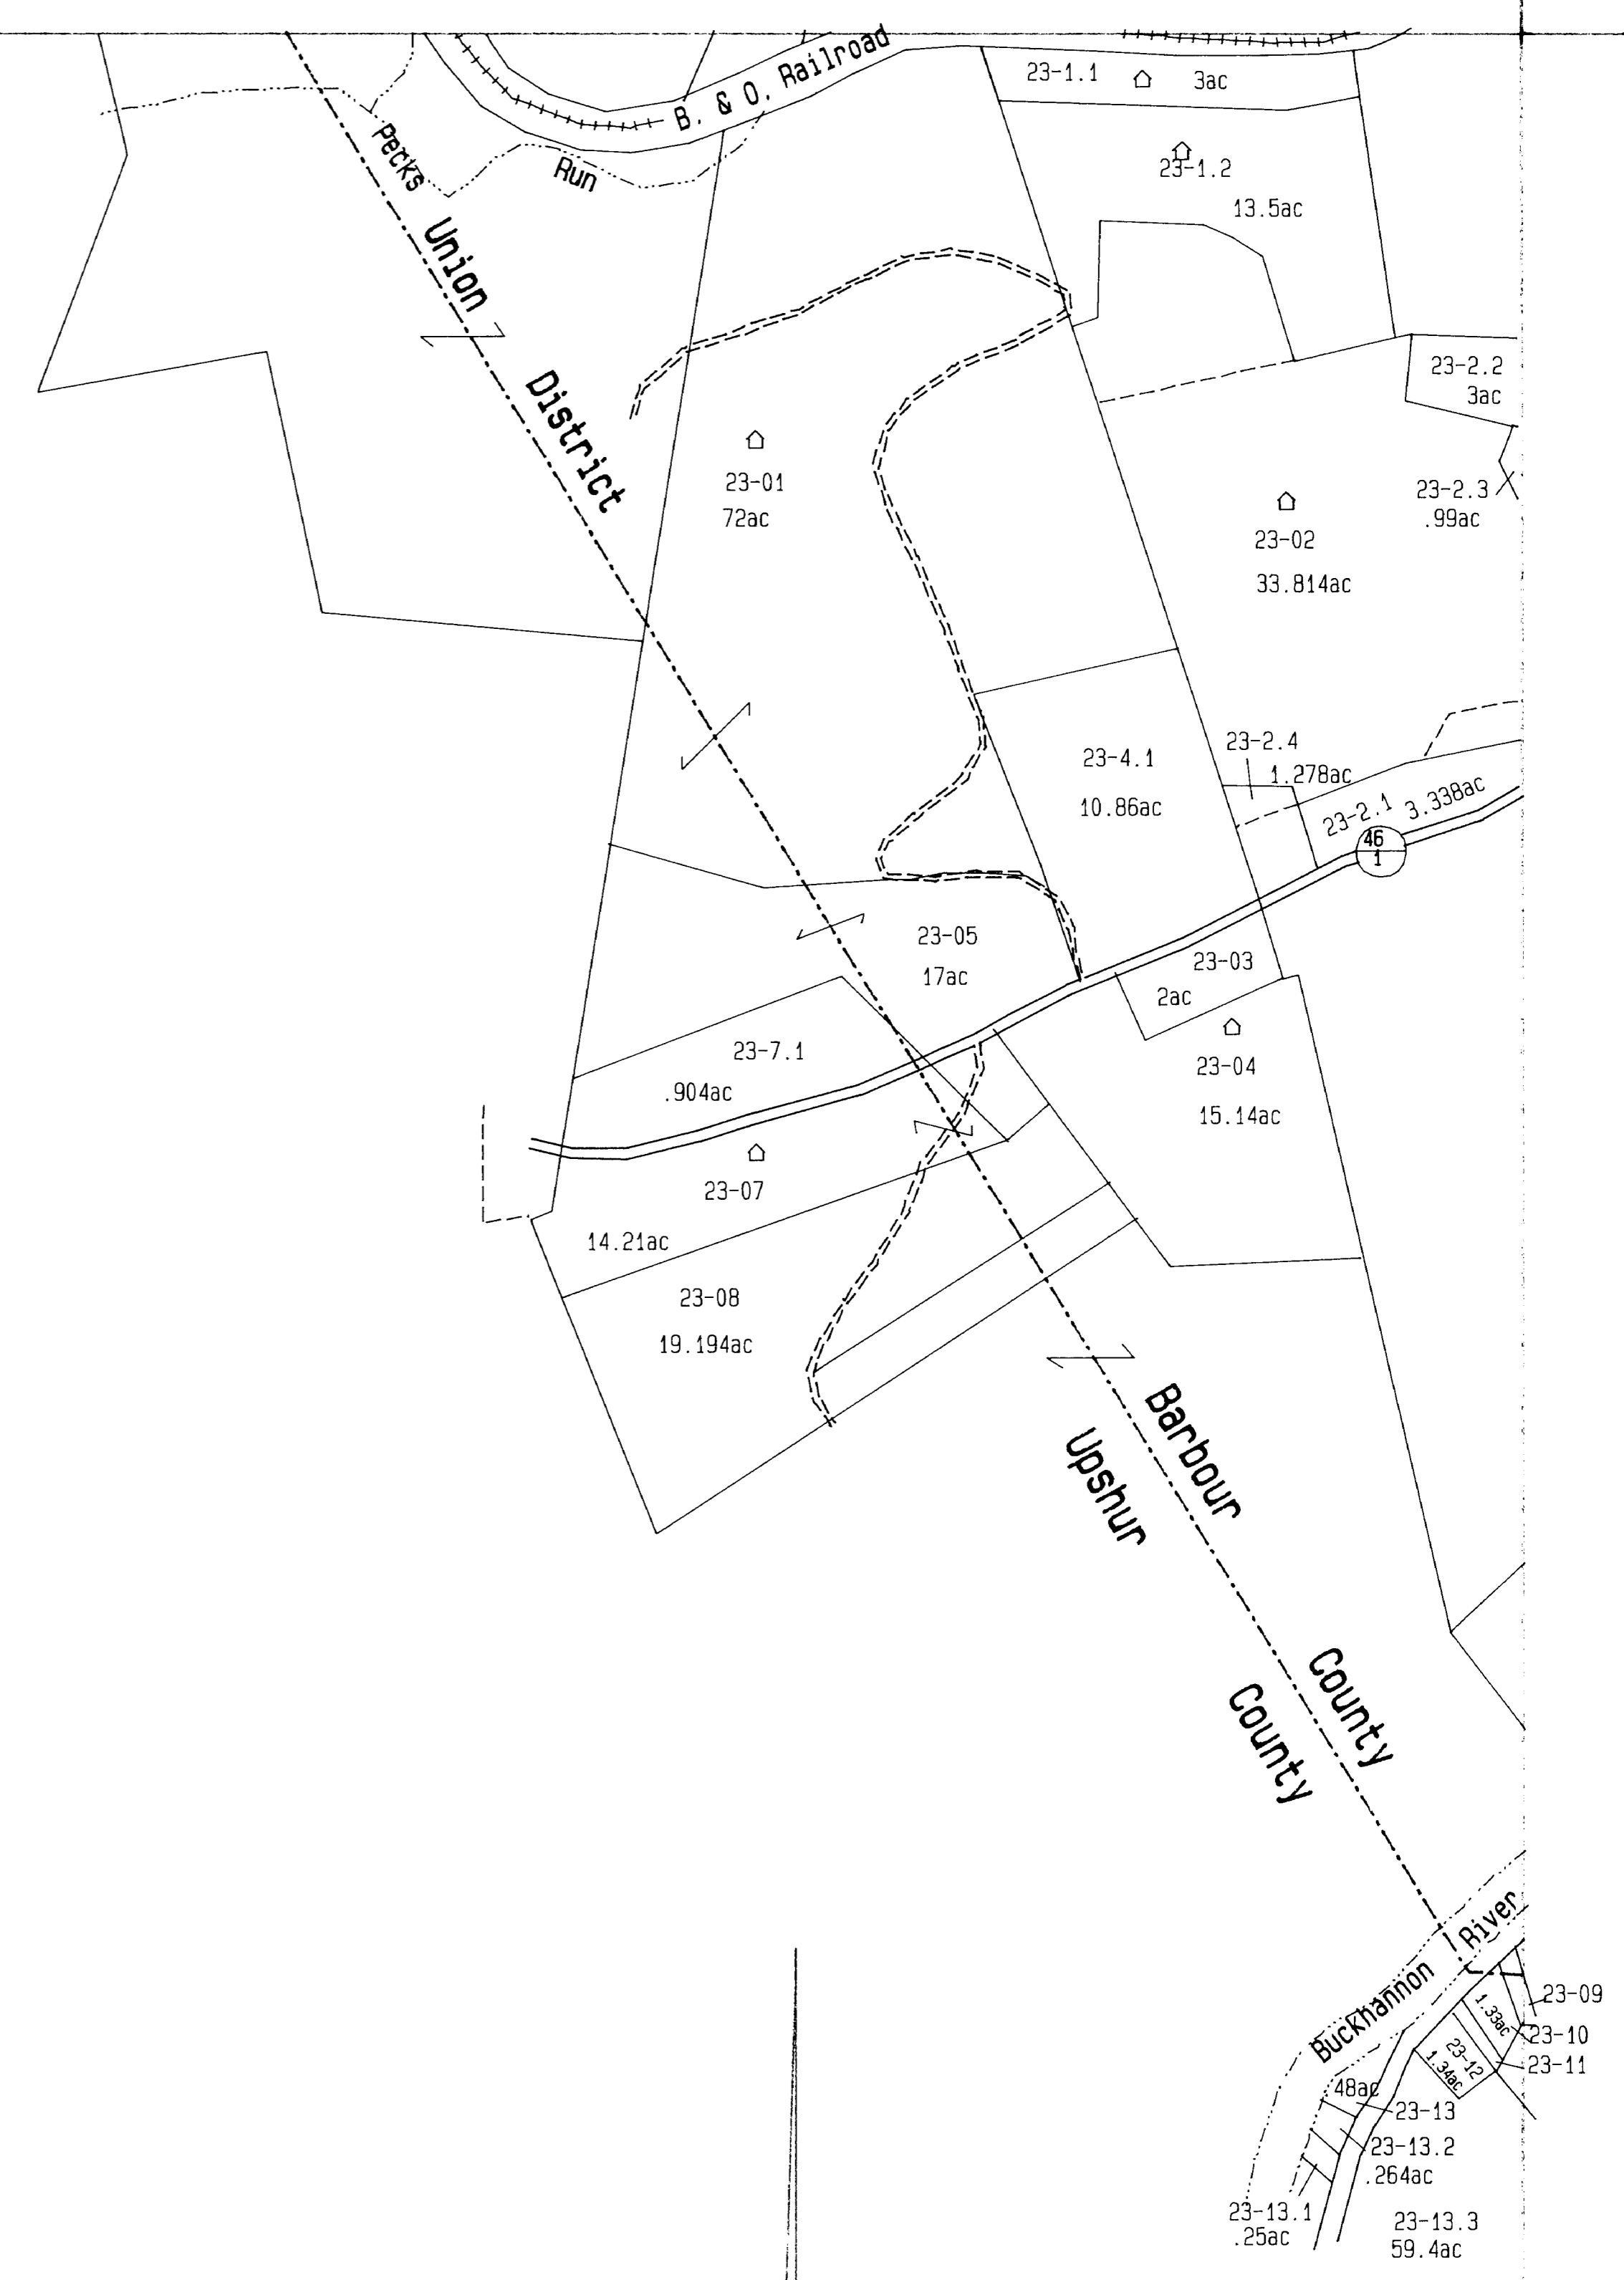 B. & O. Railroad
23-1.1
3ac
Pecks
Run
23-1.2
13.5ac
Union
District
23-2.2
3ac
23-01
72ac
23-2.3
.99ac
23-02
33.814ac
23-4.1
10.86ac
23-2.4
1.278ac
23-2.1
3.338ac
46
1
23-05
17ac
23-03
2ac
23-7.1
.904ac
23-04
15.14ac
23-07
14.21ac
23-08
19.194ac
Barbour
Upshur
County
County
Buckhannon
River
23-09
1.33ac
23-10
23-11
23-12
1.34ac
.48ac
23-13
23-13.2
.264ac
23-13.1
.25ac
23-13.3
59.4ac